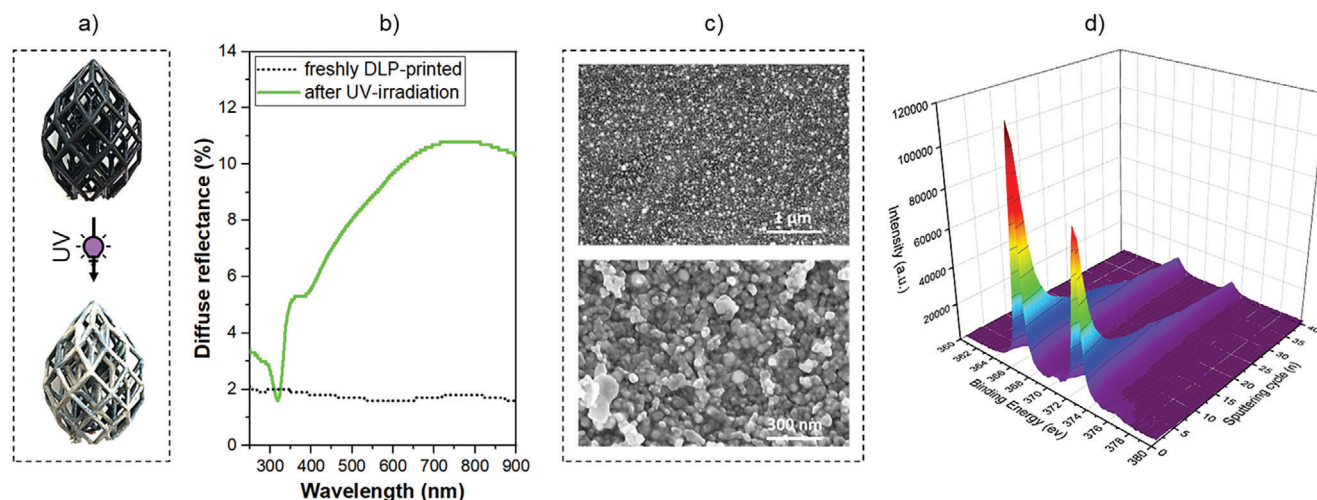 a)
b)
c)
d)
UV
14
12
10
8
6
4
2
0
Diffuse reflectance (%)
freshly DLP-printed
after UV-irradiation
300 400 500 600 700 800 900
Wavelength (nm)
1 µm
300 nm
120000
100000
80000
60000
40000
20000
Intensity (a.u.)
360
362
364
366
368
370
372
374
376
378
380
Binding Energy (ev)
0
5
10
15
20
25
30
35
40
Sputtering cycle (n)